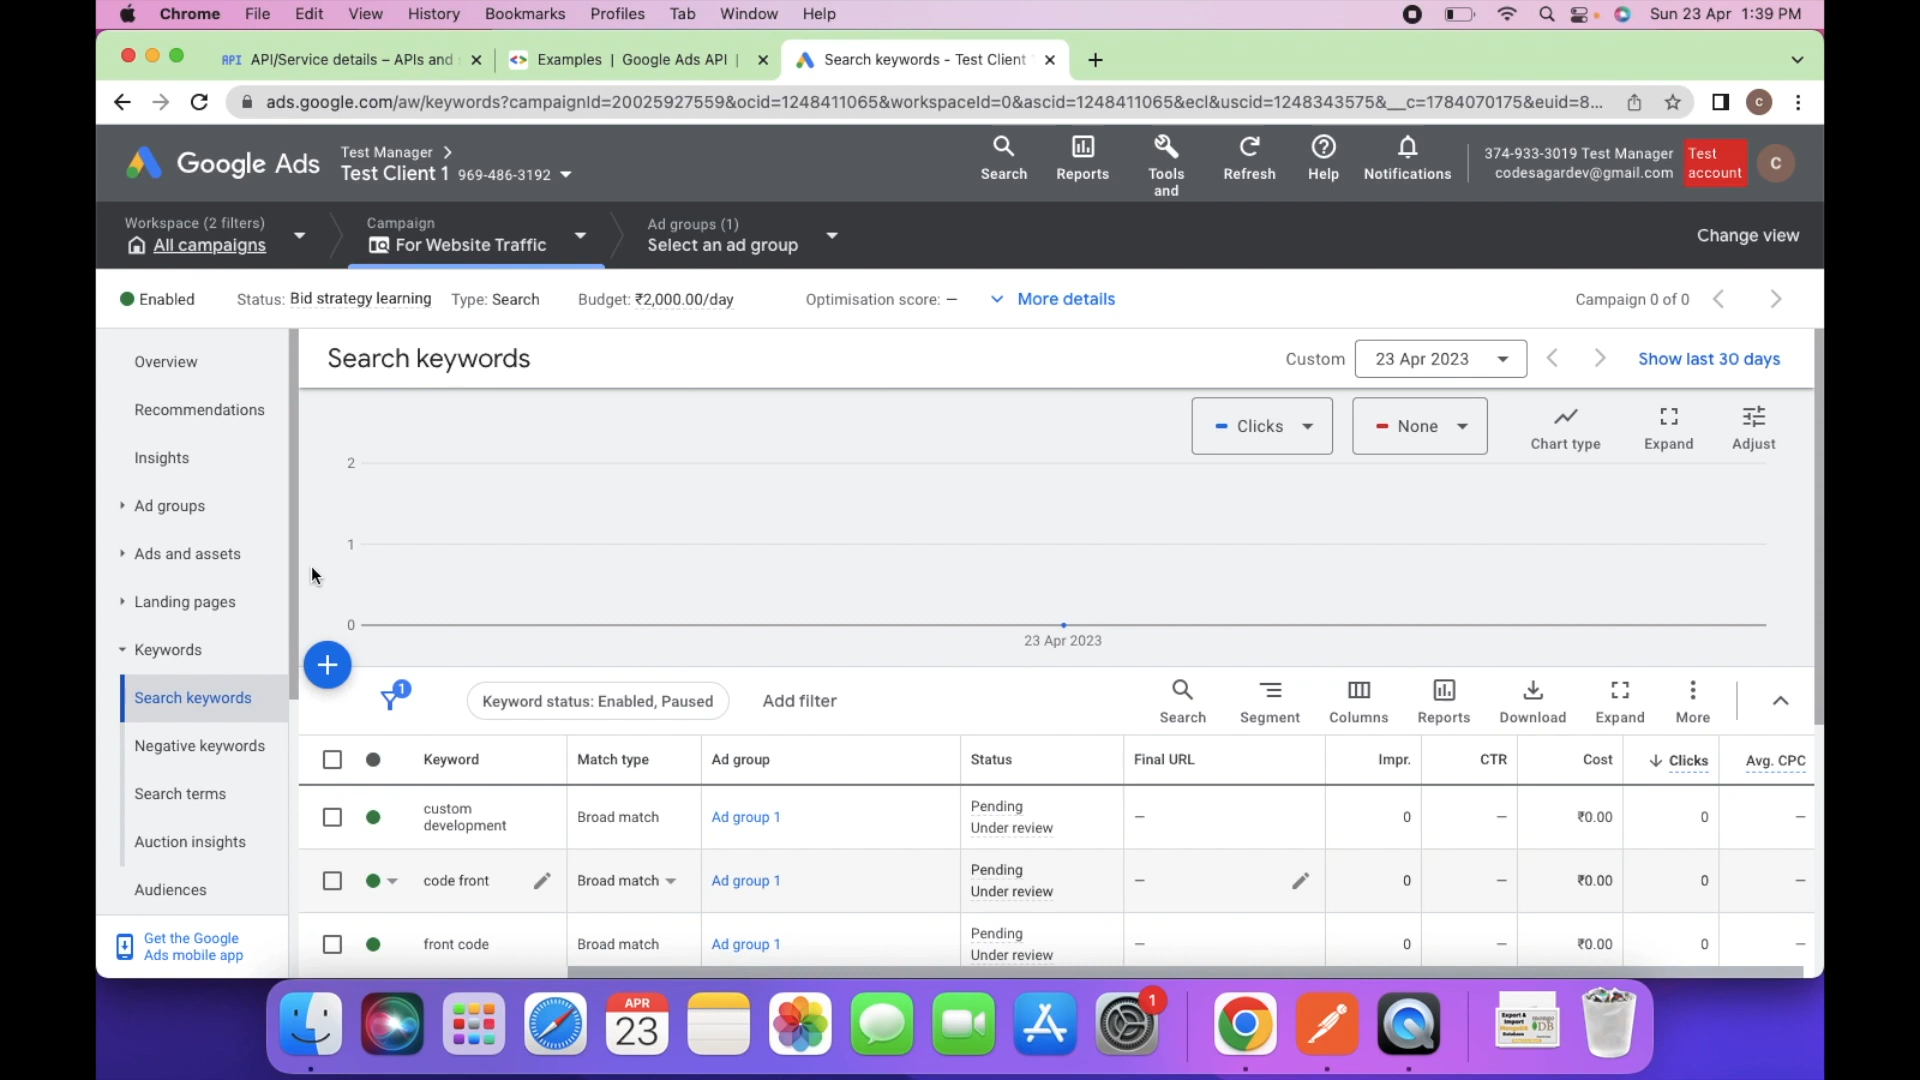 Chrome File Edit View History Bookmarks Profiles Tab Window Help Sun 23 Apr 1:39 PM
API API/Service details – APIs and Examples | Google Ads API | Search keywords - Test Client
ads.google.com/aw/keywords?campaignId=20025927559&ocid=1248411065&workspaceId=0&ascid=1248411065&ecl&uscid=1248343575&__c=1784070175&euid=8... C
Google Ads
Test Manager
Test Client 1 969-486-3192
Search
Reports
Tools
and
Refresh
Help
Notifications
374-933-3019 Test Manager
codesagardev@gmail.com
Test
account
C
Workspace (2 filters)
All campaigns
Campaign
For Website Traffic
Ad groups (1)
Select an ad group
Change view
Enabled Status: Bid strategy learning Type: Search Budget: ₹2,000.00/day Optimisation score: – More details Campaign 0 of 0
Overview
Recommendations
Insights
Ad groups
Ads and assets
Landing pages
Keywords
Search keywords
Negative keywords
Search terms
Auction insights
Audiences
Get the Google
Ads mobile app
Search keywords Custom 23 Apr 2023 Show last 30 days
Clicks None Chart type Expand Adjust
2
1
0
23 Apr 2023
1 Keyword status: Enabled, Paused Add filter Search Segment Columns Reports Download Expand More
Keyword Match type Ad group Status Final URL Impr. CTR Cost Clicks Avg. CPC
custom
development
Broad match Ad group 1
Pending
Under review
– 0 – ₹0.00 0 –
code front Broad match Ad group 1
Pending
Under review
– 0 – ₹0.00 0 –
front code Broad match Ad group 1
Pending
Under review
– 0 – ₹0.00 0 –
APR
23
1